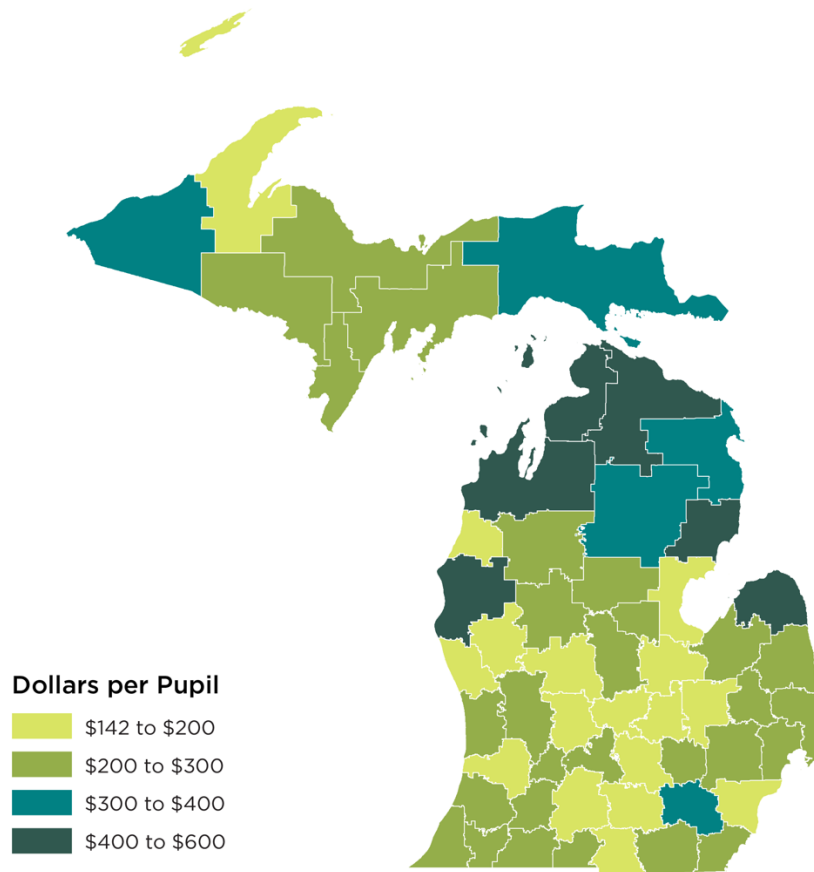 Dollars per Pupil
$142 to $200
$200 to $300
$300 to $400
$400 to $600